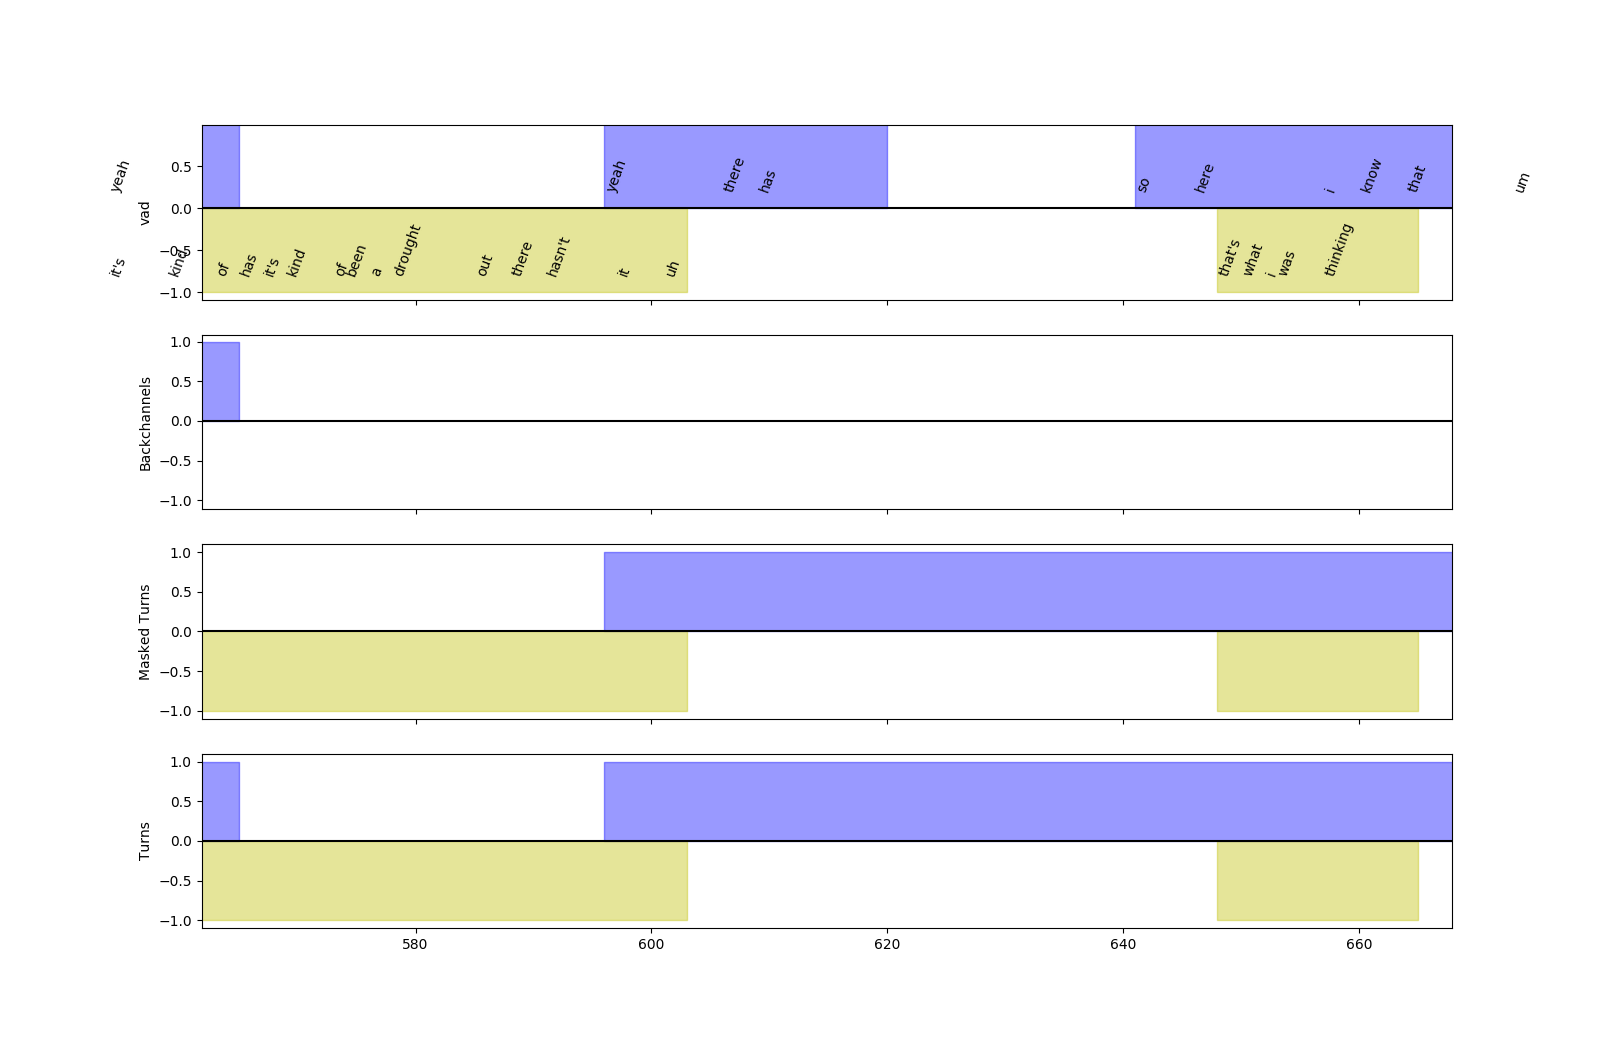 0.5
0.0
−0.5
−1.0
vad
yeah yeah there has so here i know that um
it's kind of has it's kind of been a drought out there hasn't it uh that's what i was thinking
1.0
0.5
0.0
−0.5
−1.0
Backchannels
1.0
0.5
0.0
−0.5
−1.0
Masked Turns
1.0
0.5
0.0
−0.5
−1.0
Turns
580 600 620 640 660